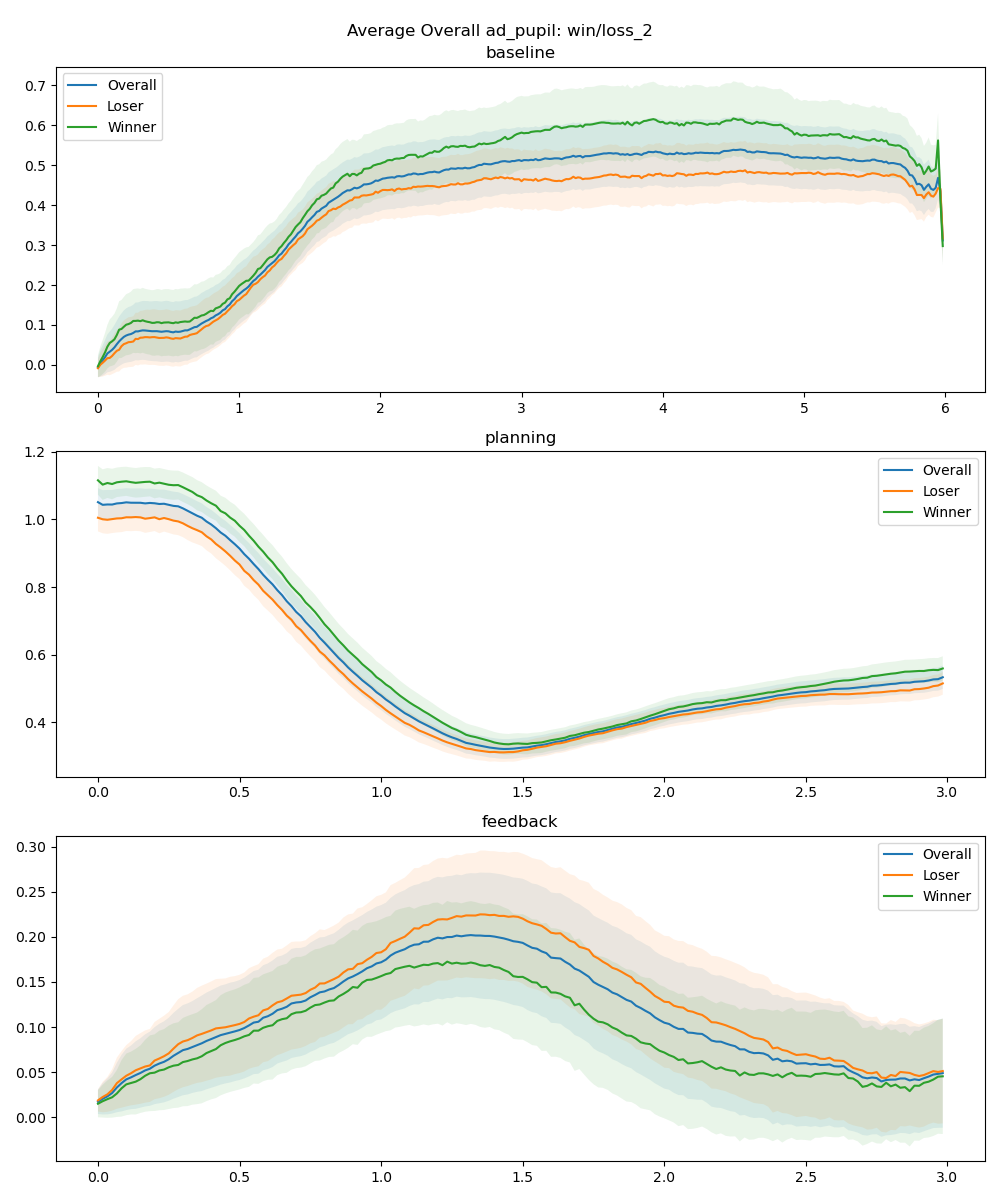 Average Overall ad_pupil: win/loss_2
baseline
0.7
0.6
0.5
0.4
0.3
0.2
0.1
0.0
Overall
Loser
Winner
0 1 2 3 4 5 6
planning
1.2
1.0
0.8
0.6
0.4
Overall
Loser
Winner
0.0 0.5 1.0 1.5 2.0 2.5 3.0
feedback
0.30
0.25
0.20
0.15
0.10
0.05
0.00
Overall
Loser
Winner
0.0 0.5 1.0 1.5 2.0 2.5 3.0